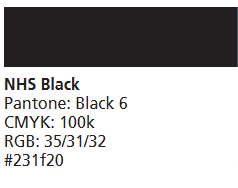 NHS Black
Pantone: Black 6
CMYK: 100k
RGB: 35/31/32
#231f20